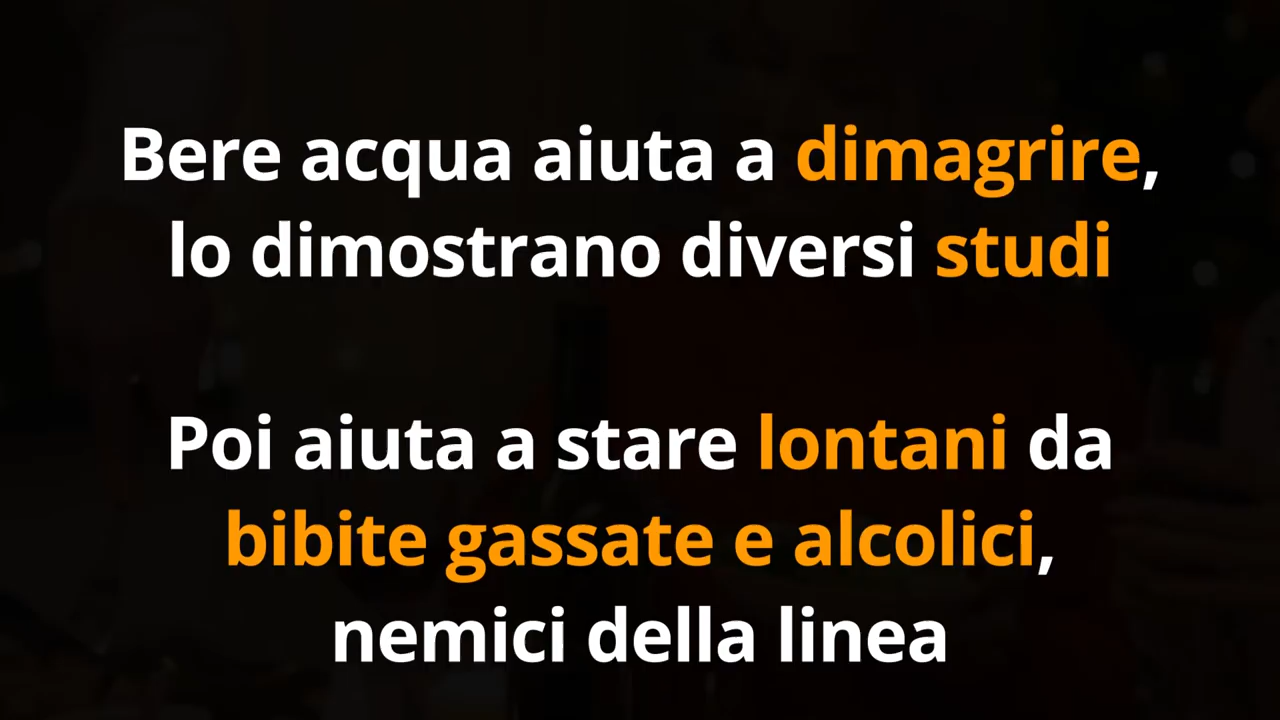 Bere acqua aiuta a dimagrire,
lo dimostrano diversi studi
Poi aiuta a stare lontani da
bibite gassate e alcolici,
nemici della linea